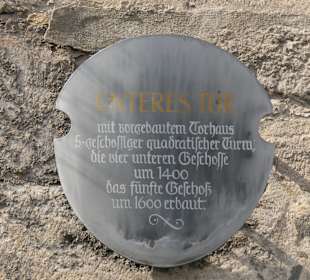 UNTERES TOR
mit vorgebautem Torhaus
5-geschoßiger quadratischer Turm,
die vier unteren Geschosse
um 1400
das fünfte Geschoß
um 1600 erbaut.